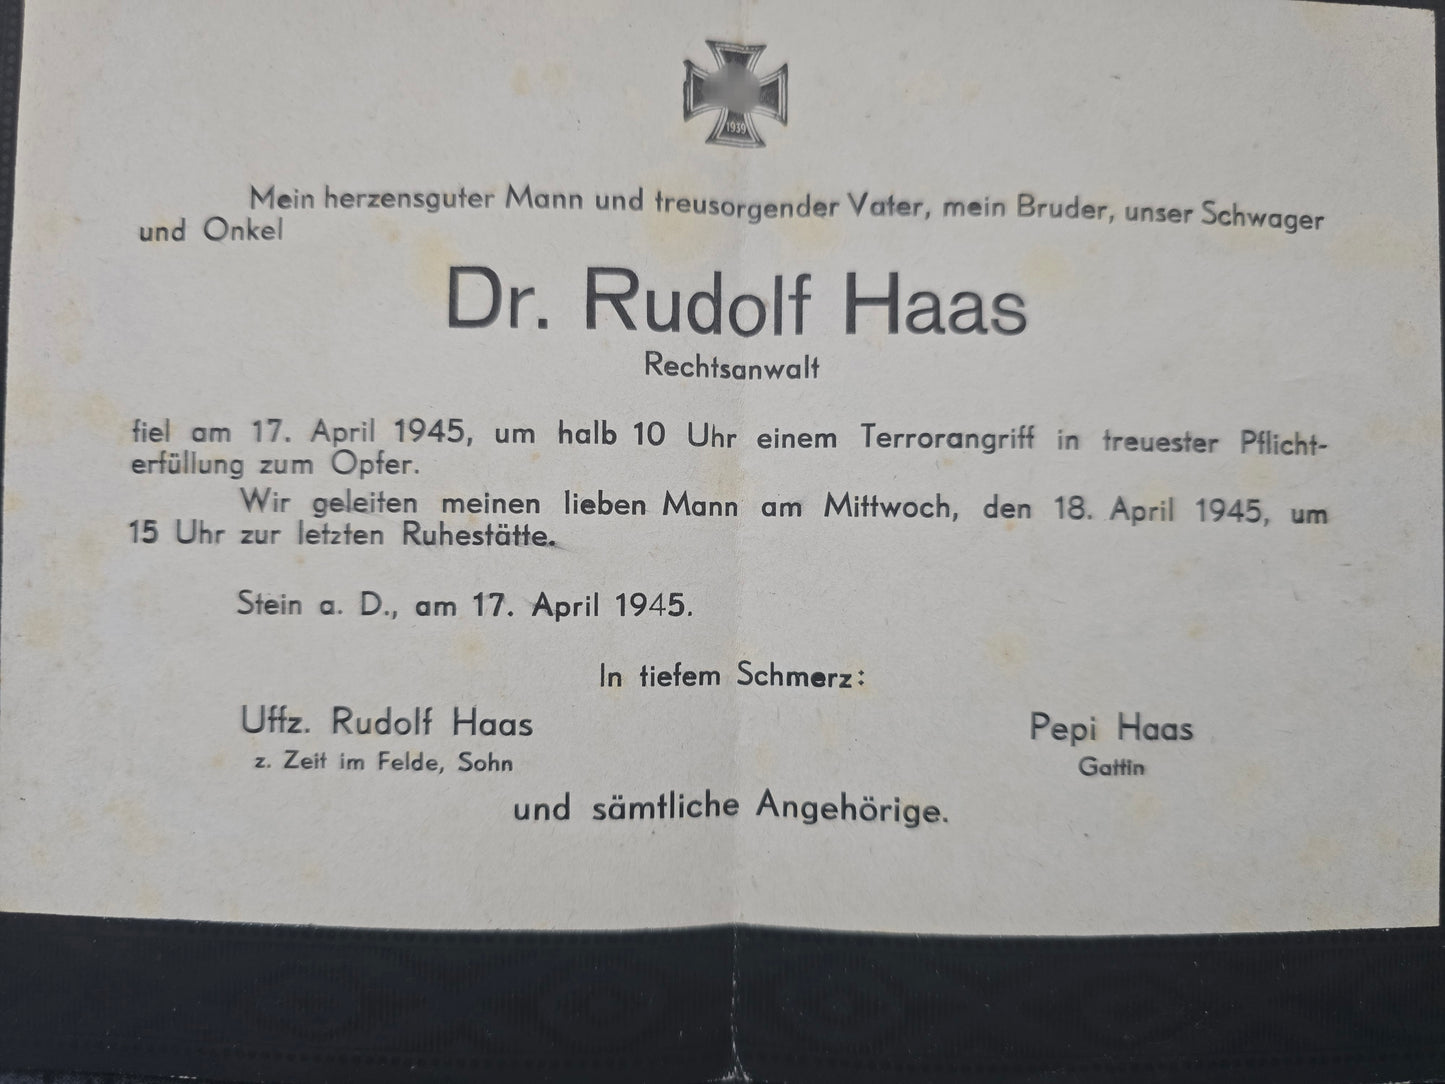 1939
Mein herzensguter Mann und treusorgender Vater, mein Bruder, unser Schwager
und Onkel
Dr. Rudolf Haas
Rechtsanwalt
fiel am 17. April 1945, um halb 10 Uhr einem Terrorangriff in treuester Pflicht-
erfüllung zum Opfer.
Wir geleiten meinen lieben Mann am Mittwoch, den 18. April 1945, um
15 Uhr zur letzten Ruhestätte.
Stein a. D., am 17. April 1945.
In tiefem Schmerz:
Uffz. Rudolf Haas
z. Zeit im Felde, Sohn
Pepi Haas
Gattin
und sämtliche Angehörige.